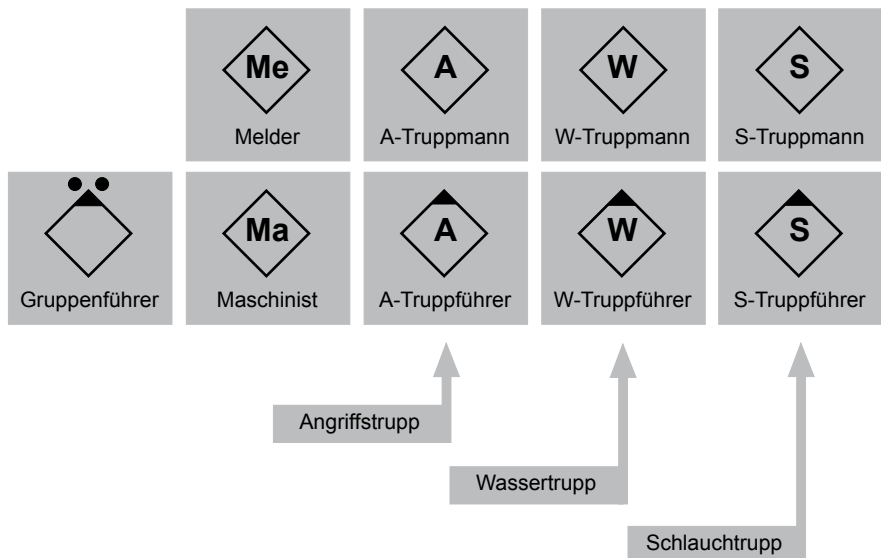 Me
A
W
S
Melder
A-Truppmann
W-Truppmann
S-Truppmann
Ma
A
W
S
Gruppenführer
Maschinist
A-Truppführer
W-Truppführer
S-Truppführer
Angriffstrupp
Wassertrupp
Schlauchtrupp